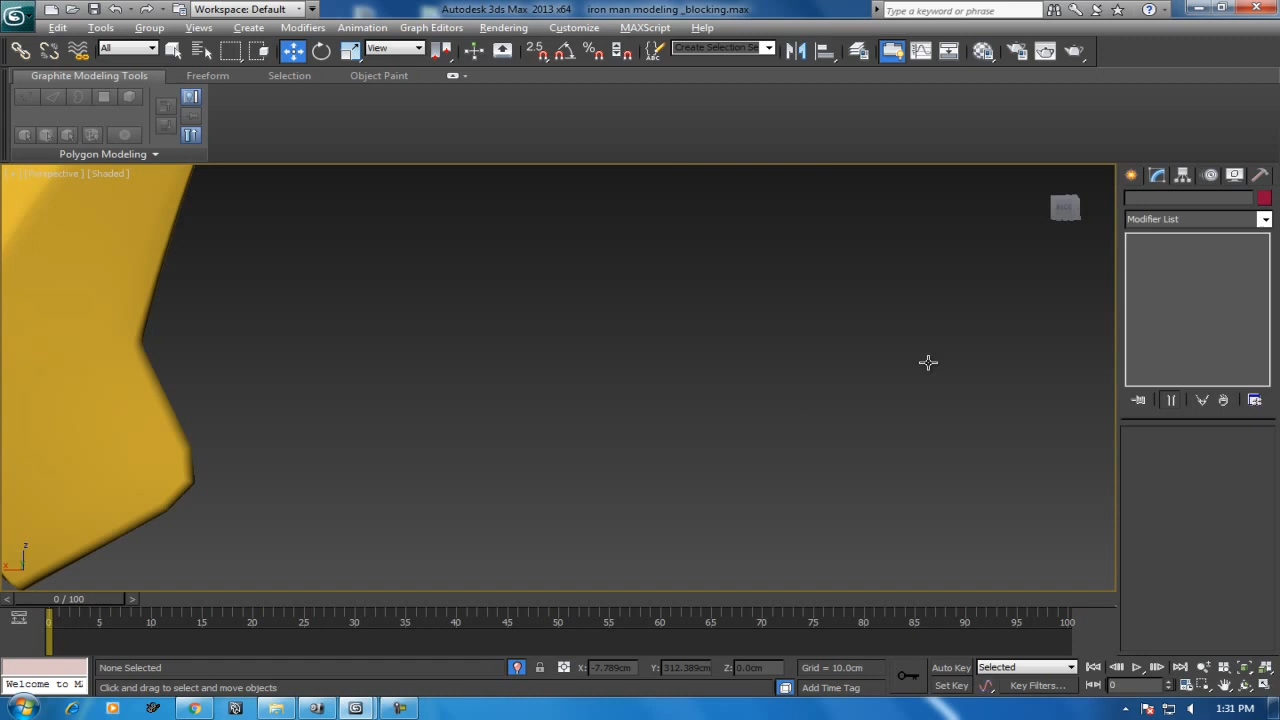 Workspace: Default
Autodesk 3ds Max 2013 x64 iron man modeling _blocking.max
Type a keyword or phrase
Edit Tools Group Views Create Modifiers Animation Graph Editors Rendering Customize MAXScript Help
All View 2.5 Create Selection Se
Graphite Modeling Tools Freeform Selection Object Paint
Polygon Modeling
[Perspective] [Shaded]
BACK
Modifier List
z
x
< 0 / 100 >
0 5 10 15 20 25 30 35 40 45 50 55 60 65 70 75 80 85 90 95 100
None Selected X: -7.789cm Y: 312.389cm Z: 0.0cm Grid = 10.0cm Auto Key Selected
Welcome to M Click and drag to select and move objects Add Time Tag Set Key Key Filters... 0
1:31 PM